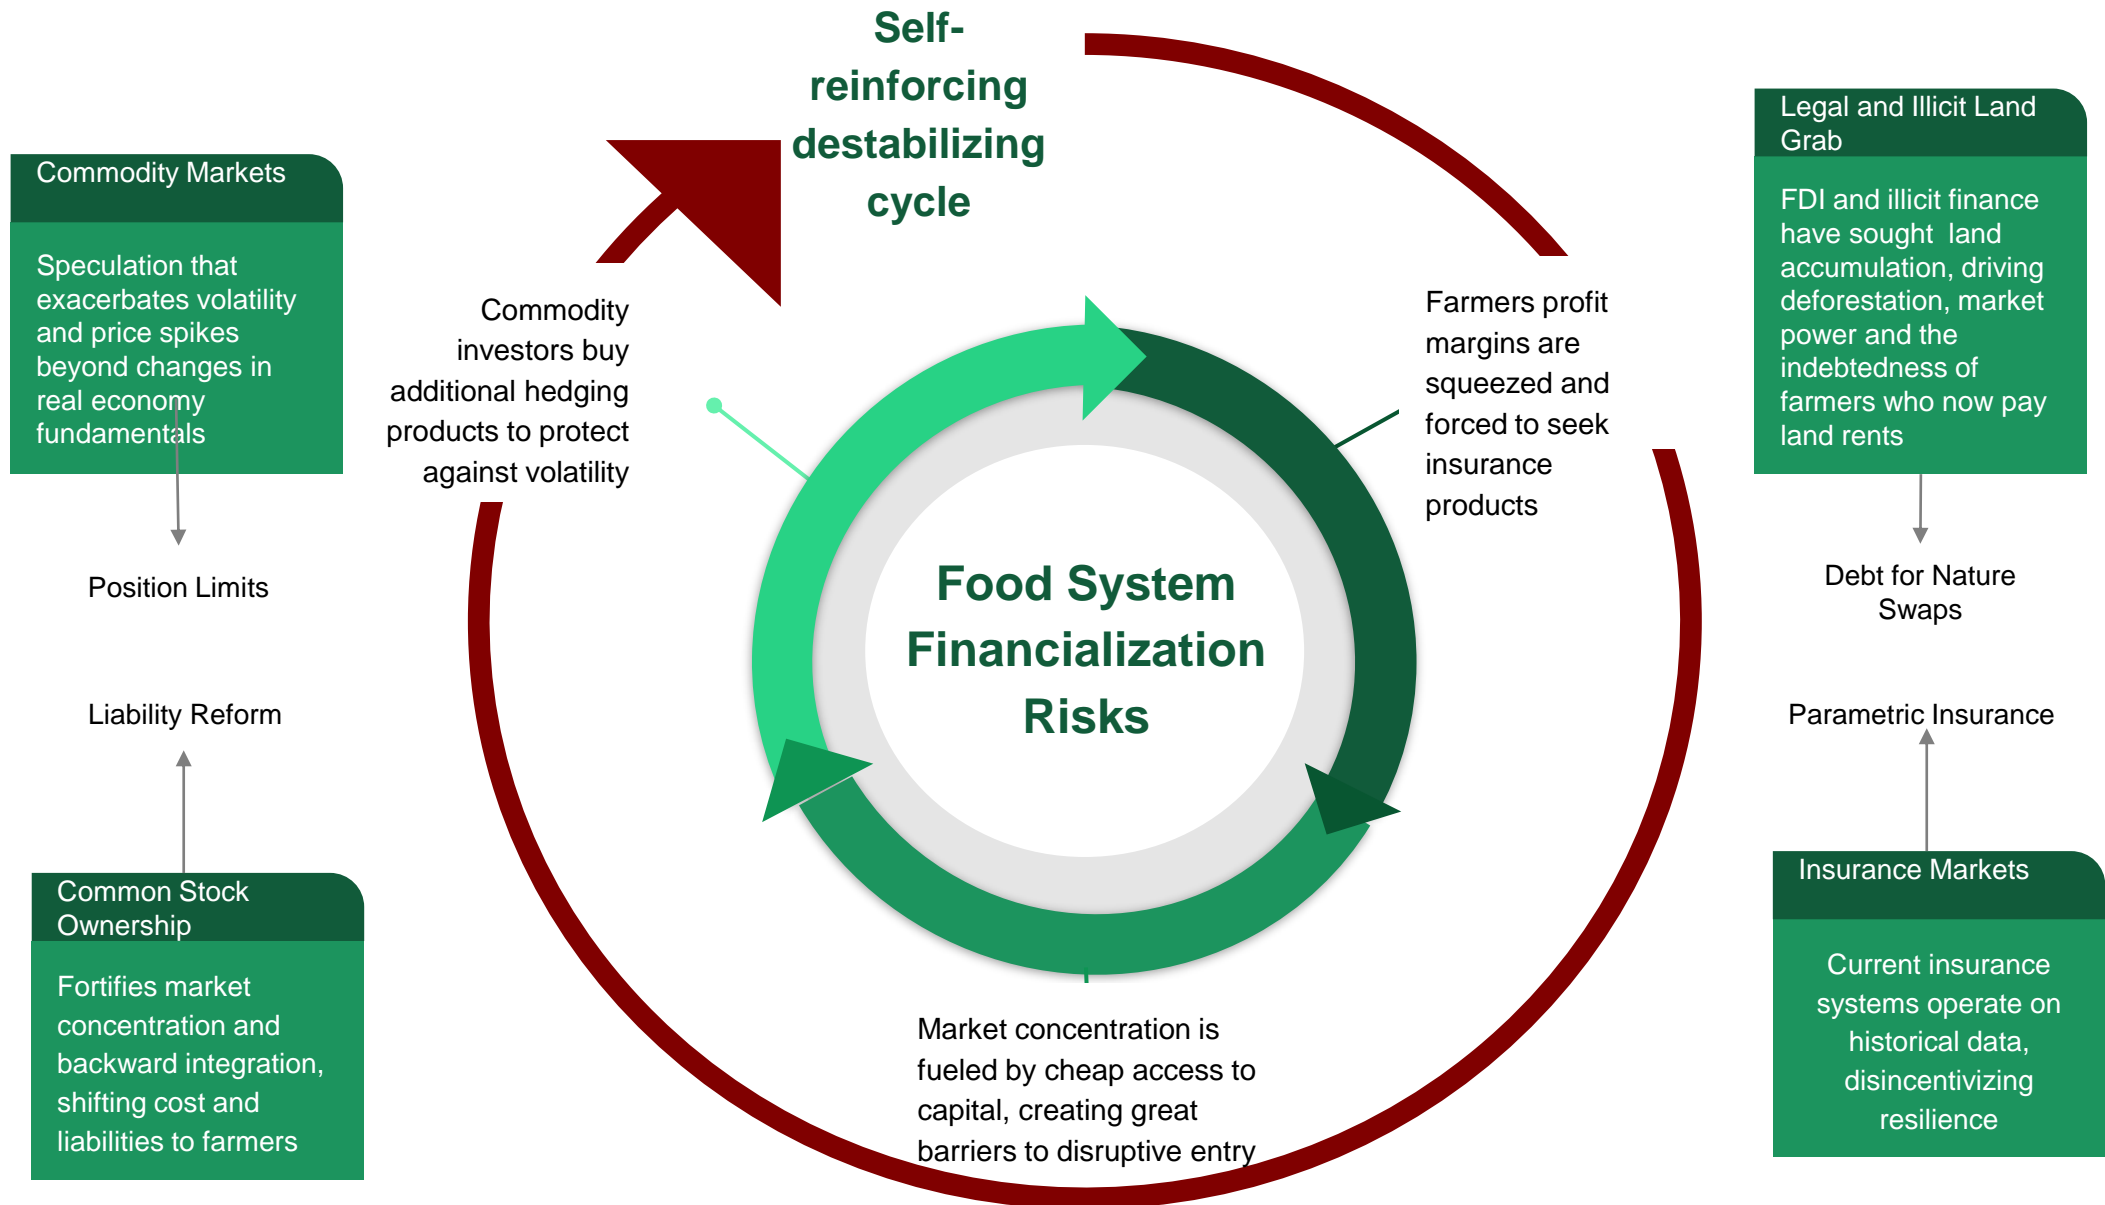 Self-
reinforcing
destabilizing
cycle
Commodity Markets
Speculation that
exacerbates volatility
and price spikes
beyond changes in
real economy
fundamentals
Position Limits
Liability Reform
Common Stock
Ownership
Fortifies market
concentration and
backward integration,
shifting cost and
liabilities to farmers
Commodity
investors buy
additional hedging
products to protect
against volatility
Food System
Financialization
Risks
Farmers profit
margins are
squeezed and
forced to seek
insurance
products
Market concentration is
fueled by cheap access to
capital, creating great
barriers to disruptive entry
Legal and Illicit Land
Grab
FDI and illicit finance
have sought  land
accumulation, driving
deforestation, market
power and the
indebtedness of
farmers who now pay
land rents
Debt for Nature
Swaps
Parametric Insurance
Insurance Markets
Current insurance
systems operate on
historical data,
disincentivizing
resilience